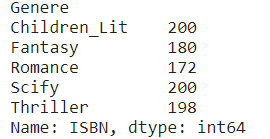 Genere
Children_Lit    200
Fantasy         180
Romance         172
Scify           200
Thriller        198
Name: ISBN, dtype: int64